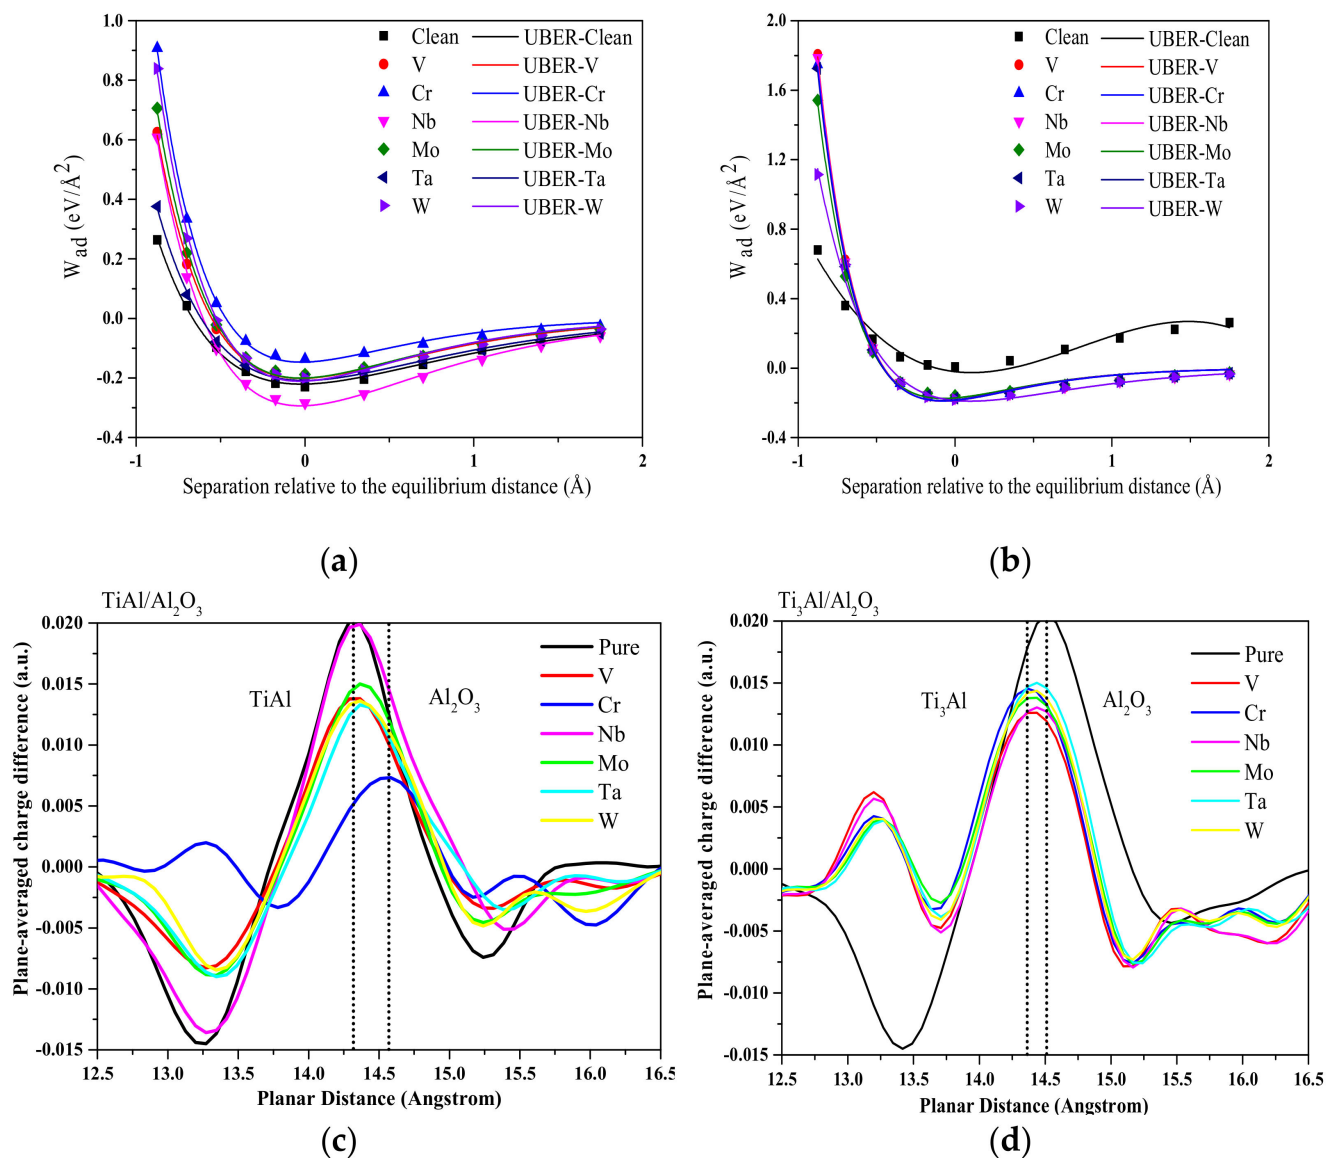 1.0
0.8
0.6
0.4
0.2
0.0
-0.2
-0.4
W_ad (eV/Å²)
Clean UBER-Clean
V UBER-V
Cr UBER-Cr
Nb UBER-Nb
Mo UBER-Mo
Ta UBER-Ta
W UBER-W
-1 0 1 2
Separation relative to the equilibrium distance (Å)
(a)
2.0
1.6
1.2
0.8
0.4
0.0
-0.4
W_ad (eV/Å²)
Clean UBER-Clean
V UBER-V
Cr UBER-Cr
Nb UBER-Nb
Mo UBER-Mo
Ta UBER-Ta
W UBER-W
-1 0 1 2
Separation relative to the equilibrium distance (Å)
(b)
TiAl/Al₂O₃
0.020
0.015
0.010
0.005
0.000
-0.005
-0.010
-0.015
Plane-averaged charge difference (a.u.)
TiAl
Al₂O₃
Pure
V
Cr
Nb
Mo
Ta
W
12.5 13.0 13.5 14.0 14.5 15.0 15.5 16.0 16.5
Planar Distance (Angstrom)
(c)
Ti₃Al/Al₂O₃
0.020
0.015
0.010
0.005
0.000
-0.005
-0.010
-0.015
Plane-averaged charge difference (a.u.)
Ti₃Al
Al₂O₃
Pure
V
Cr
Nb
Mo
Ta
W
12.5 13.0 13.5 14.0 14.5 15.0 15.5 16.0 16.5
Planar Distance (Angstrom)
(d)